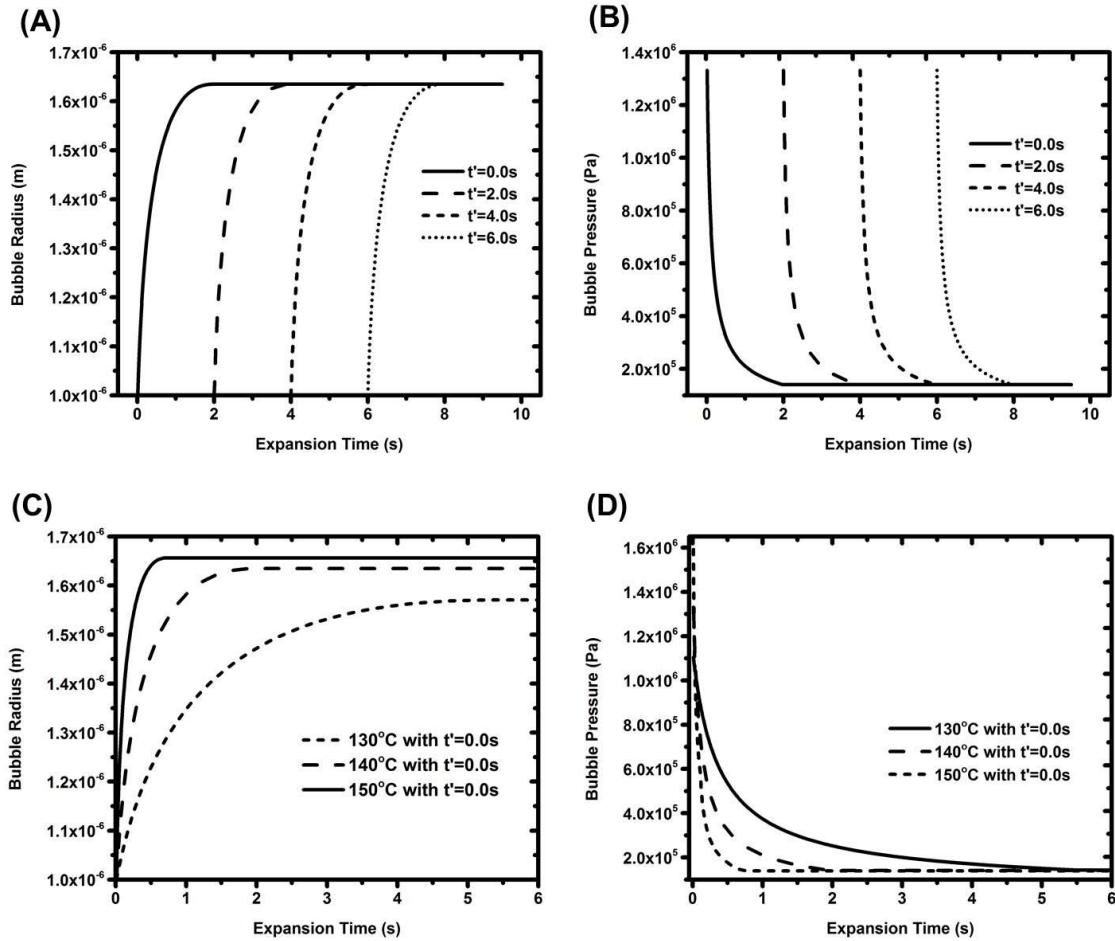 (A)
1.7x10⁻⁶
1.6x10⁻⁶
1.5x10⁻⁶
1.4x10⁻⁶
1.3x10⁻⁶
1.2x10⁻⁶
1.1x10⁻⁶
1.0x10⁻⁶
Bubble Radius (m)
t'=0.0s
t'=2.0s
t'=4.0s
t'=6.0s
0 2 4 6 8 10
Expansion Time (s)
(B)
1.4x10⁶
1.2x10⁶
1.0x10⁶
8.0x10⁵
6.0x10⁵
4.0x10⁵
2.0x10⁵
Bubble Pressure (Pa)
t'=0.0s
t'=2.0s
t'=4.0s
t'=6.0s
0 2 4 6 8 10
Expansion Time (s)
(C)
1.7x10⁻⁶
1.6x10⁻⁶
1.5x10⁻⁶
1.4x10⁻⁶
1.3x10⁻⁶
1.2x10⁻⁶
1.1x10⁻⁶
1.0x10⁻⁶
Bubble Radius (m)
130°C with t'=0.0s
140°C with t'=0.0s
150°C with t'=0.0s
0 1 2 3 4 5 6
Expansion Time (s)
(D)
1.6x10⁶
1.4x10⁶
1.2x10⁶
1.0x10⁶
8.0x10⁵
6.0x10⁵
4.0x10⁵
2.0x10⁵
Bubble Pressure (Pa)
130°C with t'=0.0s
140°C with t'=0.0s
150°C with t'=0.0s
0 1 2 3 4 5 6
Expansion Time (s)